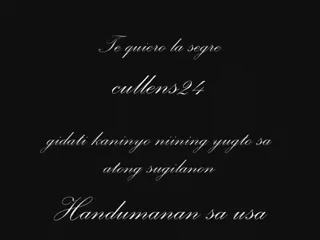 Te quiero la segre
cullens24
gidati kaninyo niining yugto sa
atong sugilanon
Handumanan sa usa